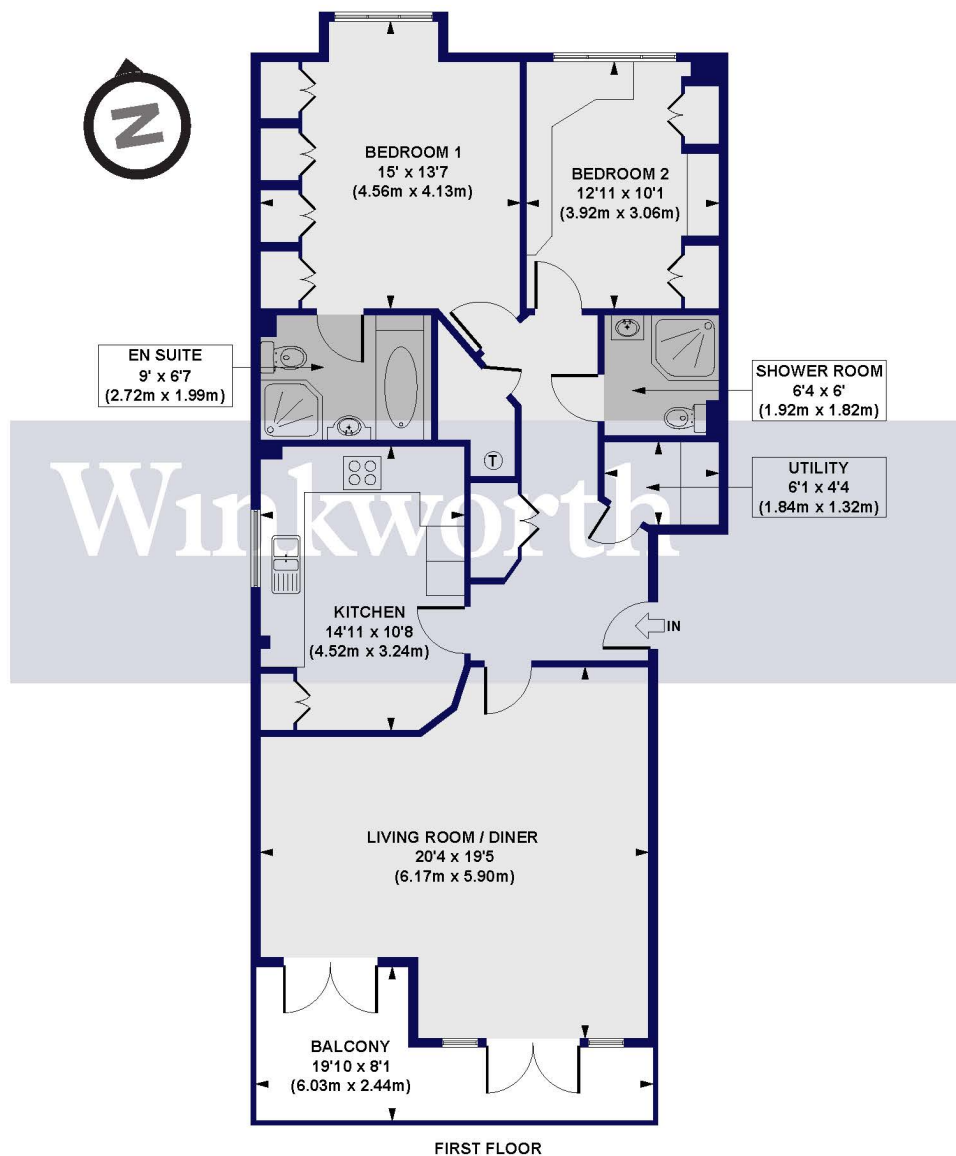 N
BEDROOM 1
15' x 13'7
(4.56m x 4.13m)
BEDROOM 2
12'11 x 10'1
(3.92m x 3.06m)
EN SUITE
9' x 6'7
(2.72m x 1.99m)
SHOWER ROOM
6'4 x 6'
(1.92m x 1.82m)
T
UTILITY
6'1 x 4'4
(1.84m x 1.32m)
Winkworth
KITCHEN
14'11 x 10'8
(4.52m x 3.24m)
IN
LIVING ROOM / DINER
20'4 x 19'5
(6.17m x 5.90m)
BALCONY
19'10 x 8'1
(6.03m x 2.44m)
FIRST FLOOR